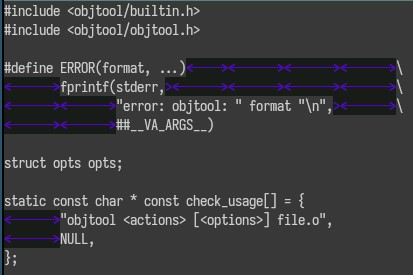 #include <objtool/builtin.h>
#include <objtool/objtool.h>

#define ERROR(format, ...)				\
	fprintf(stderr,				\
		"error: objtool: " format "\n",	\
		##__VA_ARGS__)

struct opts opts;

static const char * const check_usage[] = {
	"objtool <actions> [<options>] file.o",
	NULL,
};